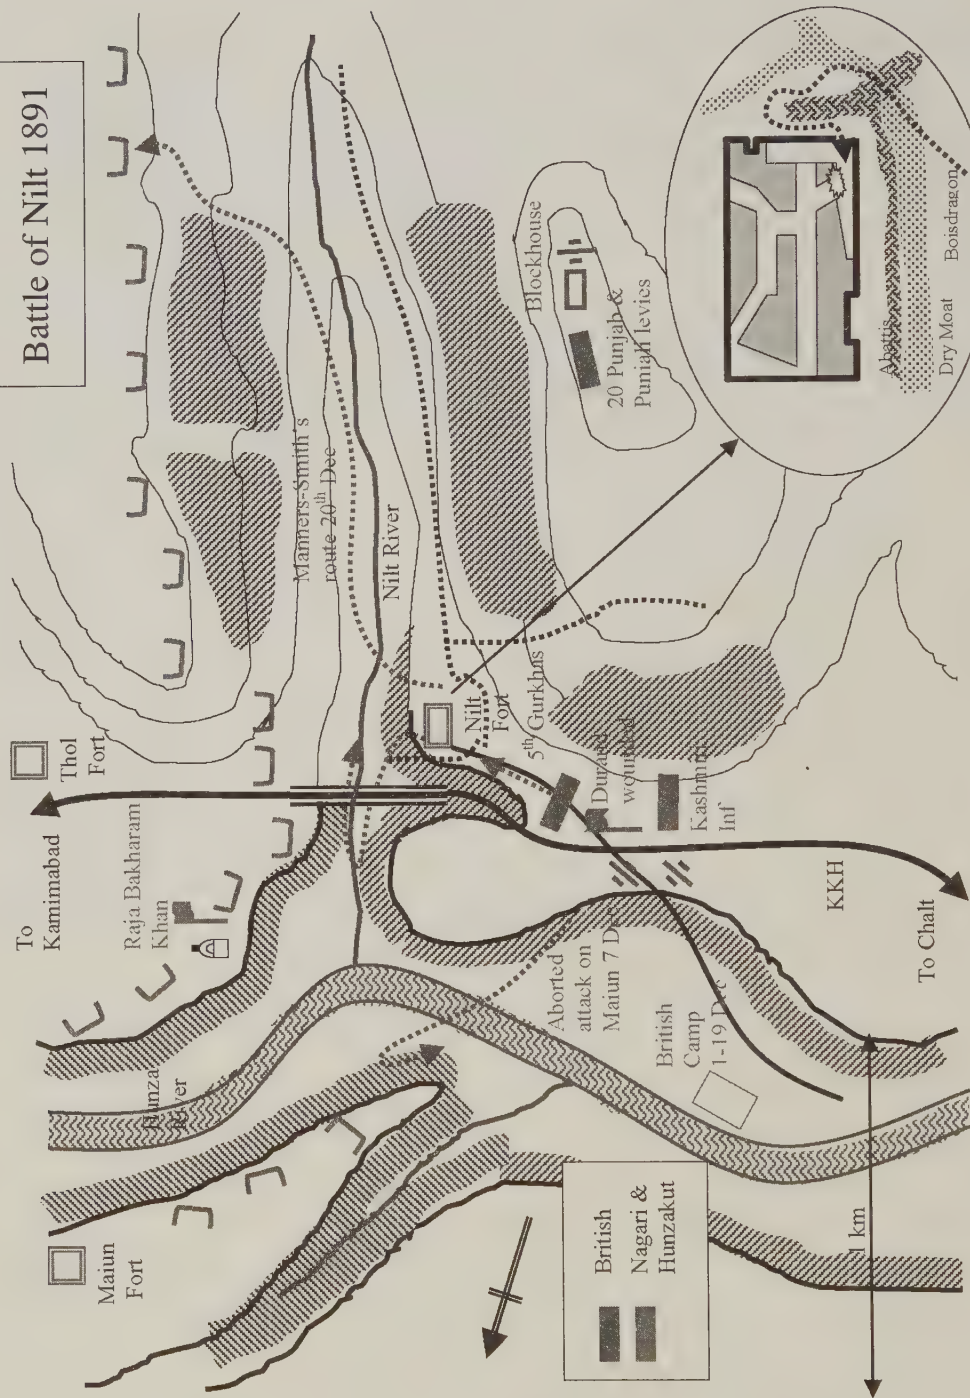 Battle of Nilt 1891
To
Kamimabad
Thol
Fort
Raja Bakharam
Khan
Maiun
Fort
Hunza
River
Manners-Smith's
route 20th Dec
Nilt River
Nilt
Fort
5th Gurkhas
Durand
wounded
Kashmiri
Inf
Blockhouse
20 Punjab &
Punial levies
Aborted
attack on
Maiun 7 Dec
British
Camp
1-19 Dec
KKH
To Chalt
Abattis
Dry Moat
Boisdragon
British
Nagari &
Hunzakut
1 km